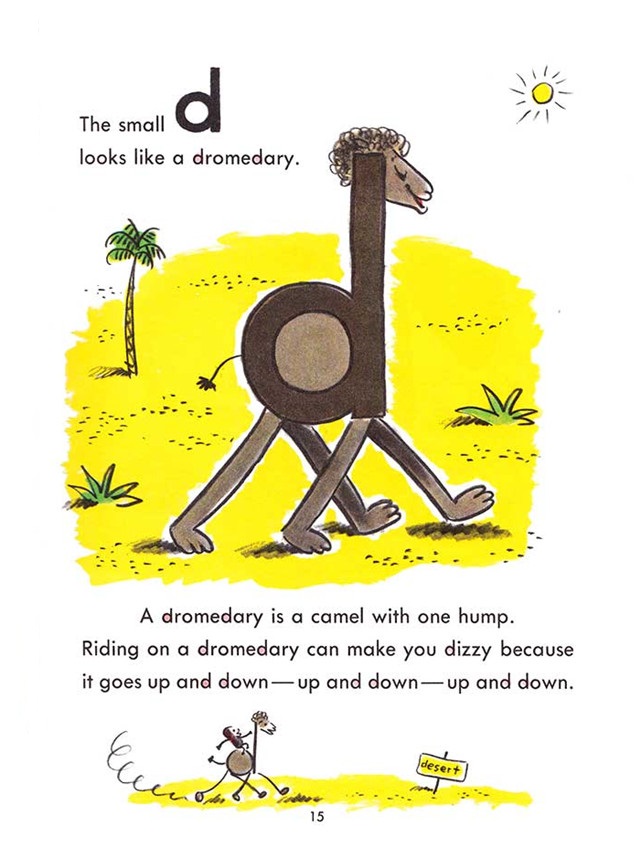 The small d
looks like a dromedary.
A dromedary is a camel with one hump.
Riding on a dromedary can make you dizzy because
it goes up and down—up and down—up and down.
desert
15